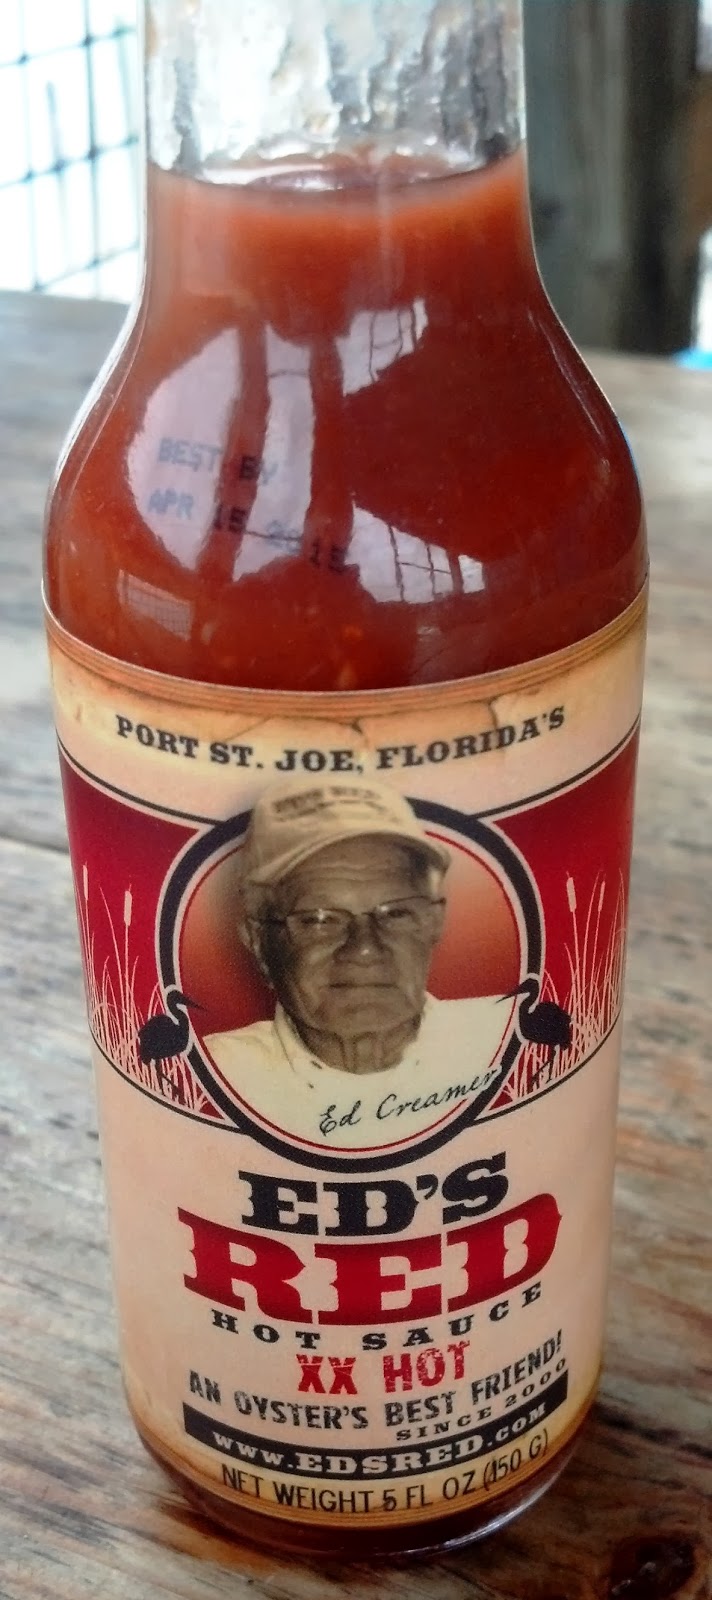 BEST BY
APR 15 2015
PORT ST. JOE, FLORIDA'S
Ed Creamer
ED'S
RED
HOT SAUCE
XX HOT
AN OYSTER'S BEST FRIEND!
SINCE 2000
www.EDSRED.COM
NET WEIGHT 5 FL OZ (150 G)